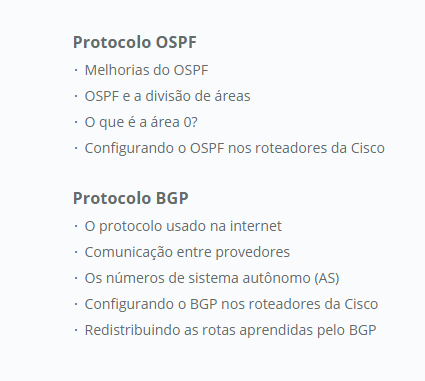 Protocolo OSPF
· Melhorias do OSPF
· OSPF e a divisão de áreas
· O que é a área 0?
· Configurando o OSPF nos roteadores da Cisco
Protocolo BGP
· O protocolo usado na internet
· Comunicação entre provedores
· Os números de sistema autônomo (AS)
· Configurando o BGP nos roteadores da Cisco
· Redistribuindo as rotas aprendidas pelo BGP